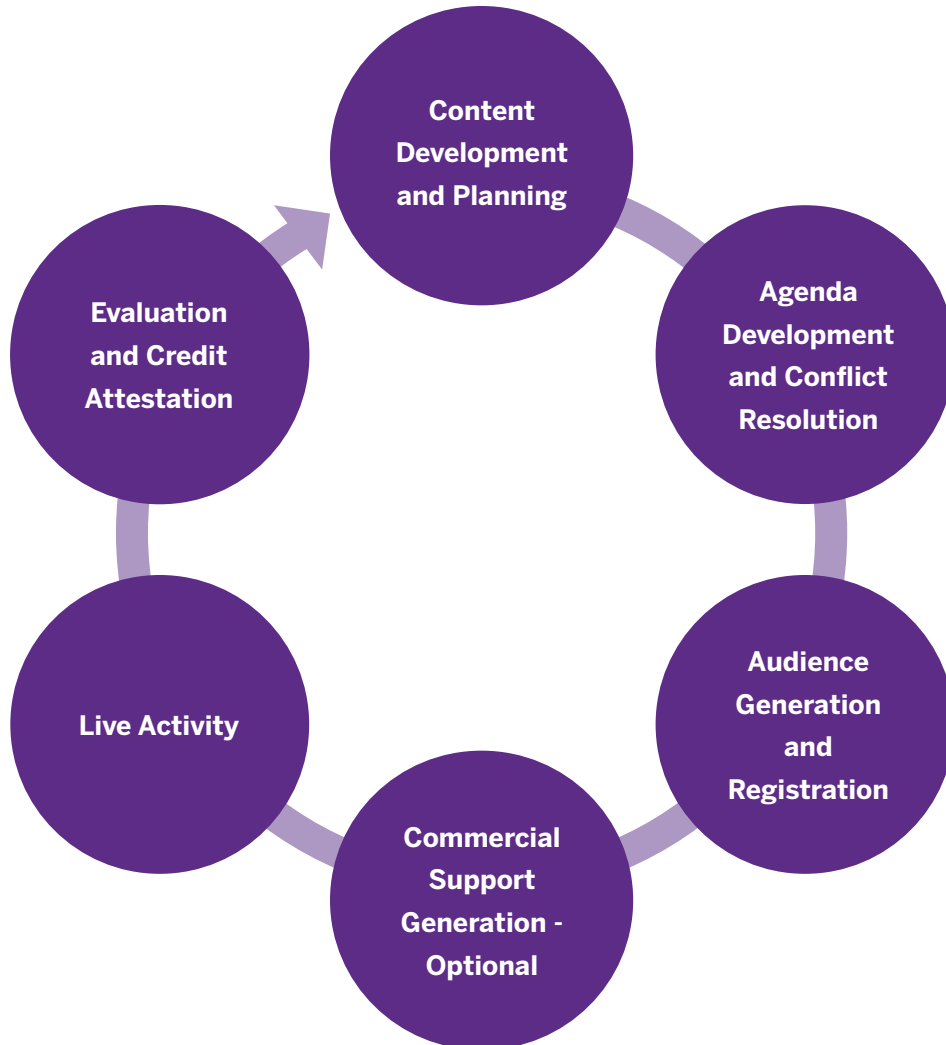 Content
Development
and Planning
Agenda
Development
and Conflict
Resolution
Audience
Generation
and
Registration
Commercial
Support
Generation -
Optional
Live Activity
Evaluation
and Credit
Attestation